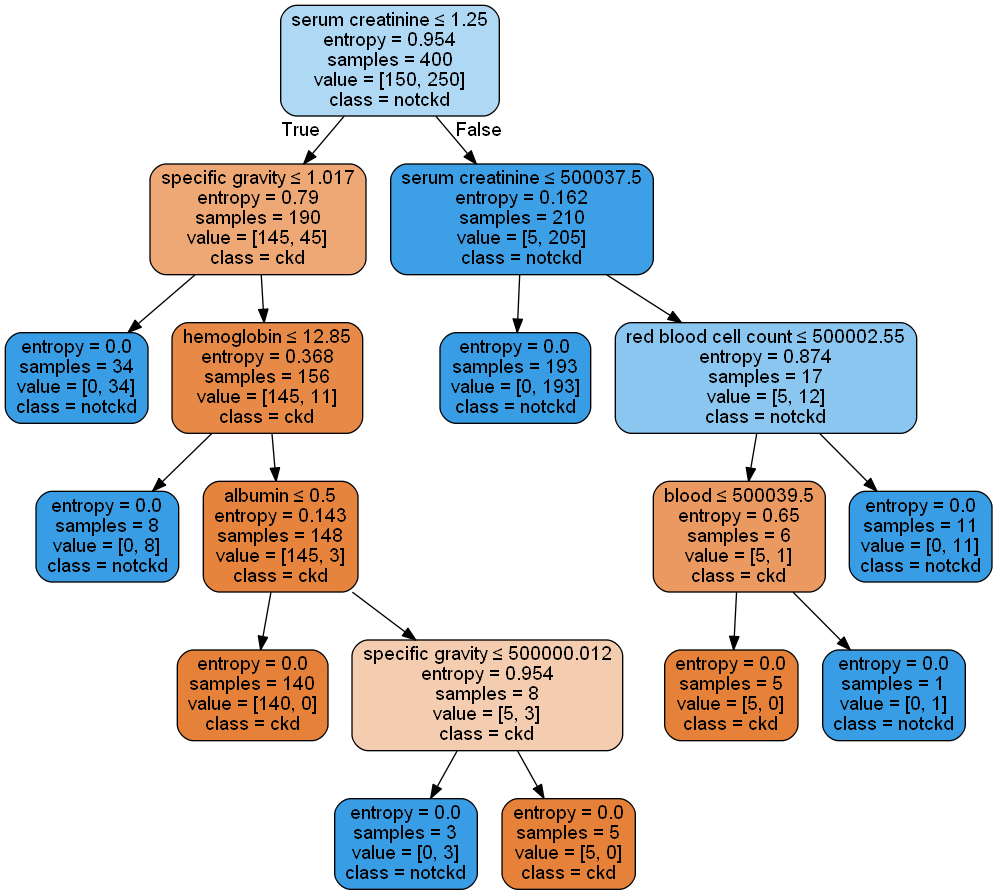 serum creatinine ≤ 1.25
entropy = 0.954
samples = 400
value = [150, 250]
class = notckd
True
False
specific gravity ≤ 1.017
entropy = 0.79
samples = 190
value = [145, 45]
class = ckd
serum creatinine ≤ 500037.5
entropy = 0.162
samples = 210
value = [5, 205]
class = notckd
entropy = 0.0
samples = 34
value = [0, 34]
class = notckd
hemoglobin ≤ 12.85
entropy = 0.368
samples = 156
value = [145, 11]
class = ckd
entropy = 0.0
samples = 193
value = [0, 193]
class = notckd
red blood cell count ≤ 500002.55
entropy = 0.874
samples = 17
value = [5, 12]
class = notckd
entropy = 0.0
samples = 8
value = [0, 8]
class = notckd
albumin ≤ 0.5
entropy = 0.143
samples = 148
value = [145, 3]
class = ckd
blood ≤ 500039.5
entropy = 0.65
samples = 6
value = [5, 1]
class = ckd
entropy = 0.0
samples = 11
value = [0, 11]
class = notckd
entropy = 0.0
samples = 140
value = [140, 0]
class = ckd
specific gravity ≤ 500000.012
entropy = 0.954
samples = 8
value = [5, 3]
class = ckd
entropy = 0.0
samples = 5
value = [5, 0]
class = ckd
entropy = 0.0
samples = 1
value = [0, 1]
class = notckd
entropy = 0.0
samples = 3
value = [0, 3]
class = notckd
entropy = 0.0
samples = 5
value = [5, 0]
class = ckd